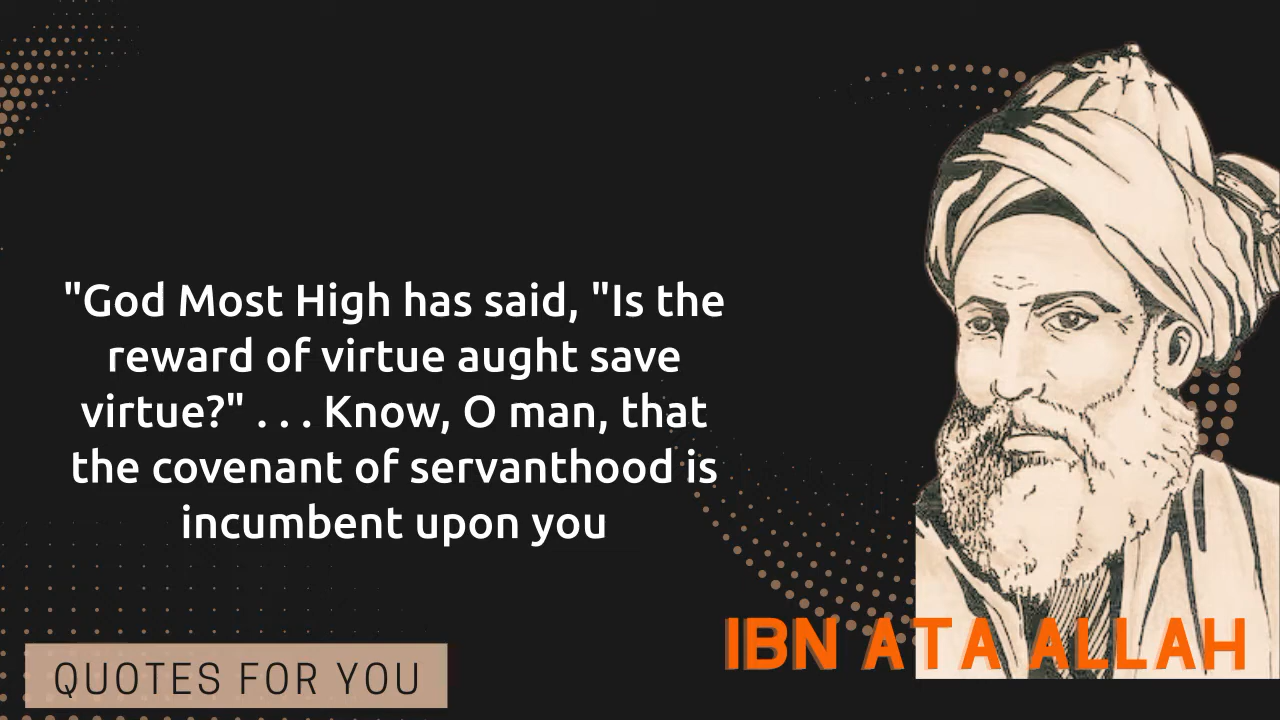 "God Most High has said, "Is the
reward of virtue aught save
virtue?" . . . Know, O man, that
the covenant of servanthood is
incumbent upon you
IBN ATA ALLAH
QUOTES FOR YOU